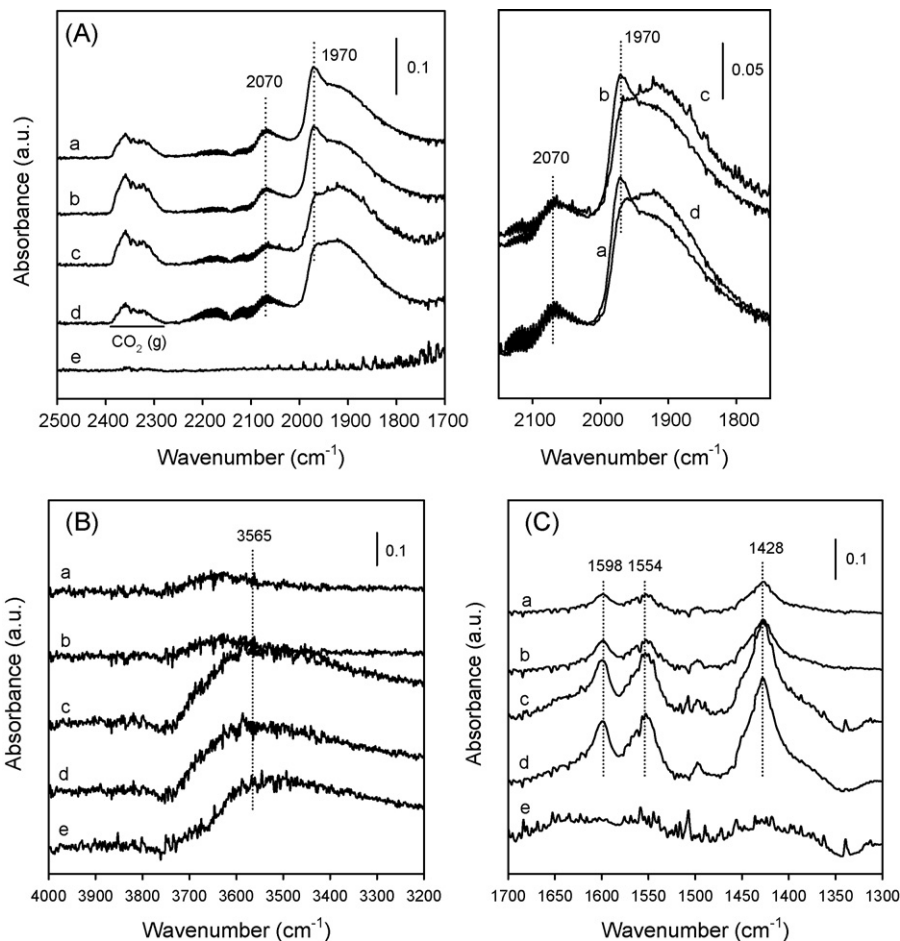 (A)
1970
2070
0.1
a
b
c
d
CO2 (g)
e
Absorbance (a.u.)
2500 2400 2300 2200 2100 2000 1900 1800 1700
Wavenumber (cm-1)
1970
0.05
b
c
2070
d
a
2100 2000 1900 1800
Wavenumber (cm-1)
(B)
3565
0.1
a
b
c
d
e
Absorbance (a.u.)
4000 3900 3800 3700 3600 3500 3400 3300 3200
Wavenumber (cm-1)
(C)
1598 1554 1428
0.1
a
b
c
d
e
Absorbance (a.u.)
1700 1600 1550 1500 1450 1400 1350 1300
Wavenumber (cm-1)